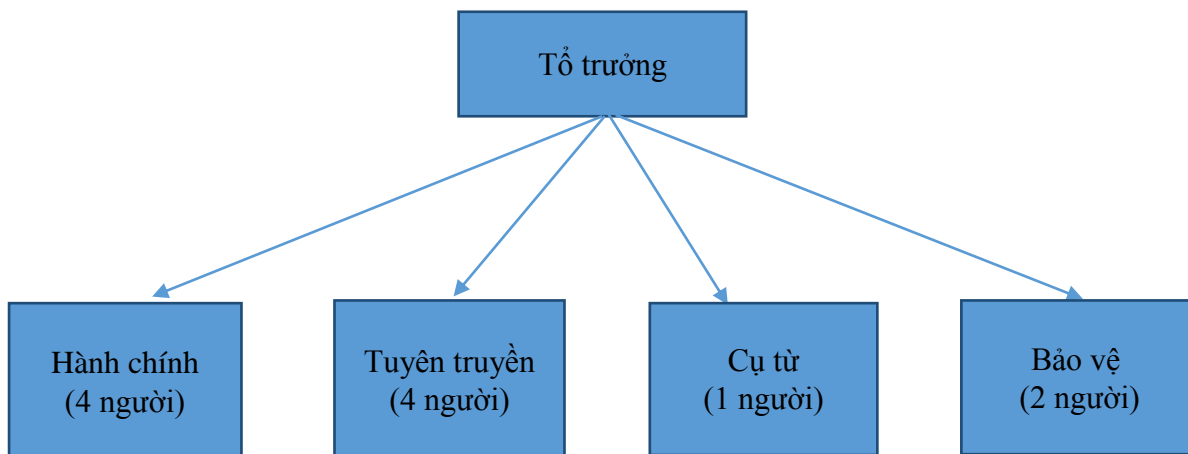 Tổ trưởng
Hành chính
(4 người)
Tuyên truyền
(4 người)
Cụ từ
(1 người)
Bảo vệ
(2 người)